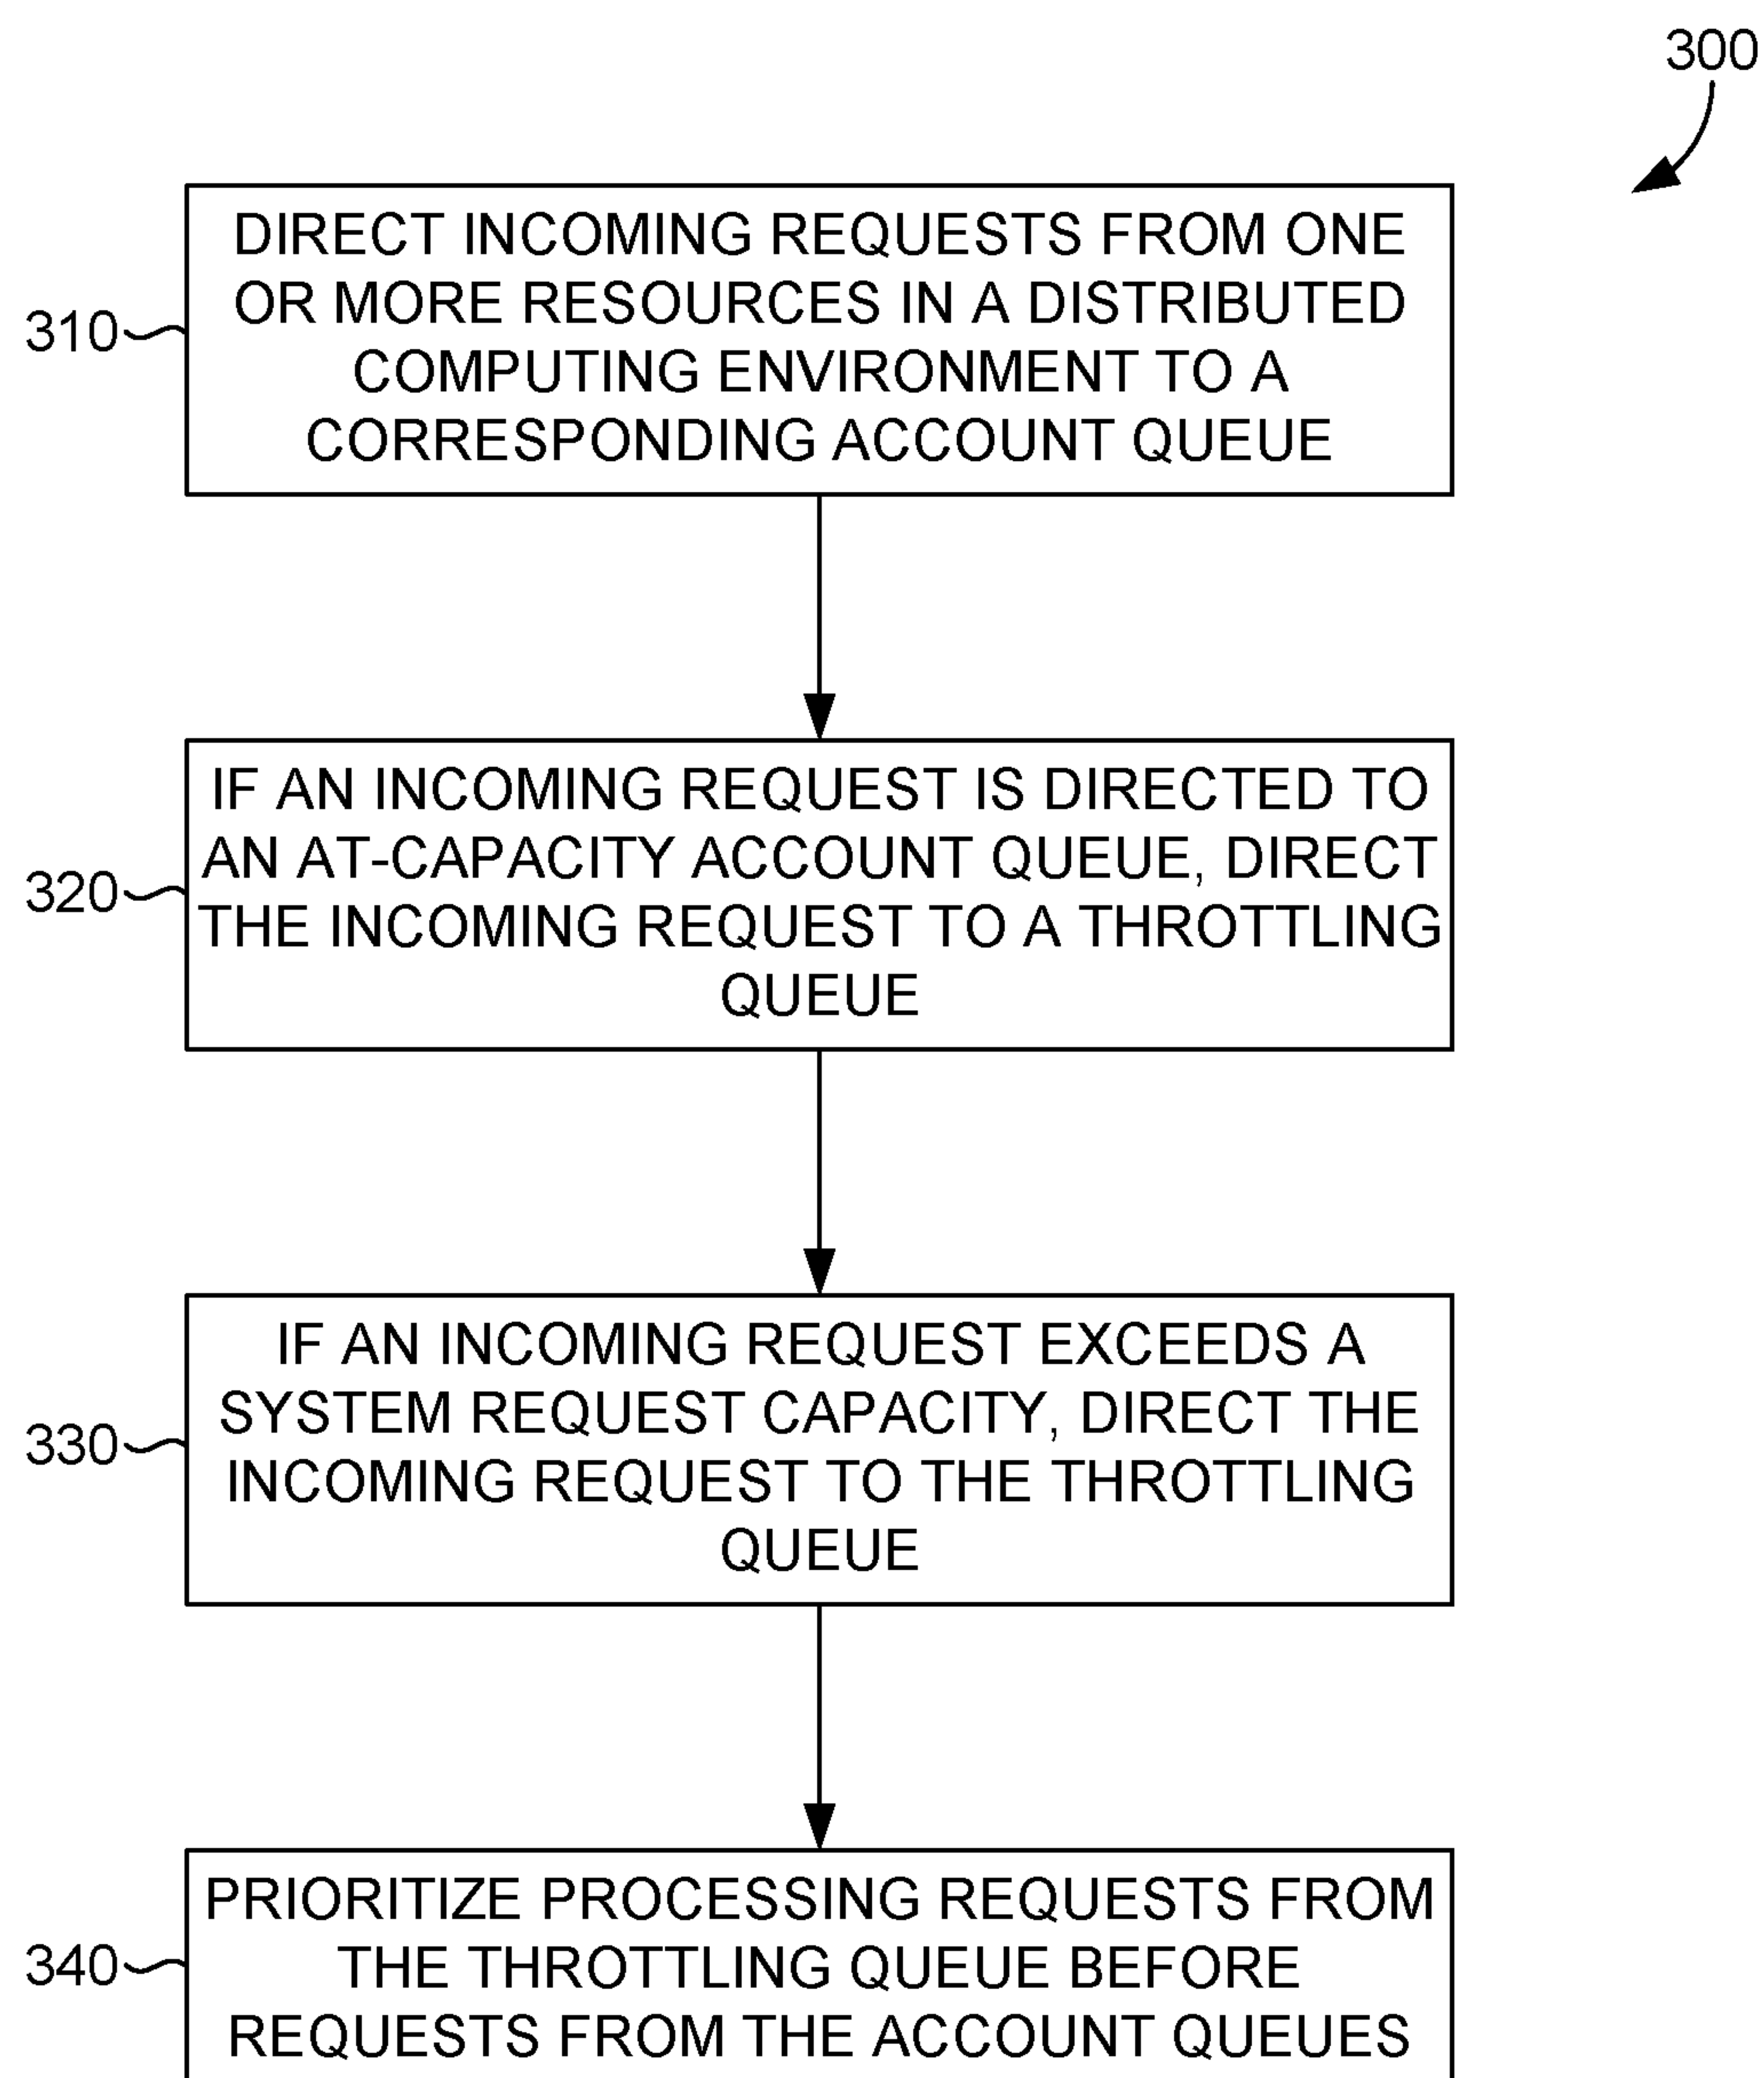 300
310
DIRECT INCOMING REQUESTS FROM ONE
OR MORE RESOURCES IN A DISTRIBUTED
COMPUTING ENVIRONMENT TO A
CORRESPONDING ACCOUNT QUEUE
320
IF AN INCOMING REQUEST IS DIRECTED TO
AN AT-CAPACITY ACCOUNT QUEUE, DIRECT
THE INCOMING REQUEST TO A THROTTLING
QUEUE
330
IF AN INCOMING REQUEST EXCEEDS A
SYSTEM REQUEST CAPACITY, DIRECT THE
INCOMING REQUEST TO THE THROTTLING
QUEUE
340
PRIORITIZE PROCESSING REQUESTS FROM
THE THROTTLING QUEUE BEFORE
REQUESTS FROM THE ACCOUNT QUEUES